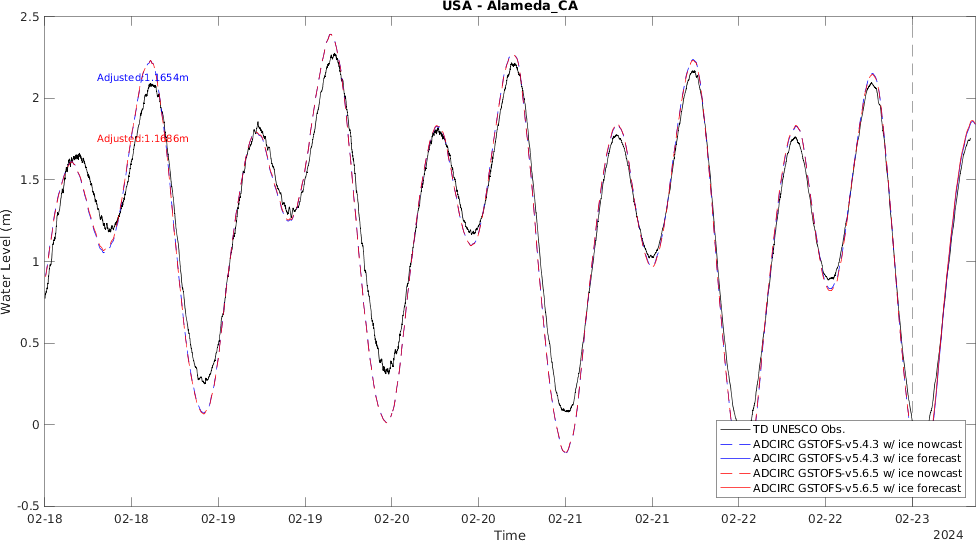 USA - Alameda_CA
2.5
2
1.5
1
0.5
0
-0.5
Water Level (m)
Adjusted:1.1654m
Adjusted:1.1686m
TD UNESCO Obs.
ADCIRC GSTOFS-v5.4.3 w/ ice nowcast
ADCIRC GSTOFS-v5.4.3 w/ ice forecast
ADCIRC GSTOFS-v5.6.5 w/ ice nowcast
ADCIRC GSTOFS-v5.6.5 w/ ice forecast
02-18 02-18 02-19 02-19 02-20 02-20 02-21 02-21 02-22 02-22 02-23
Time
2024